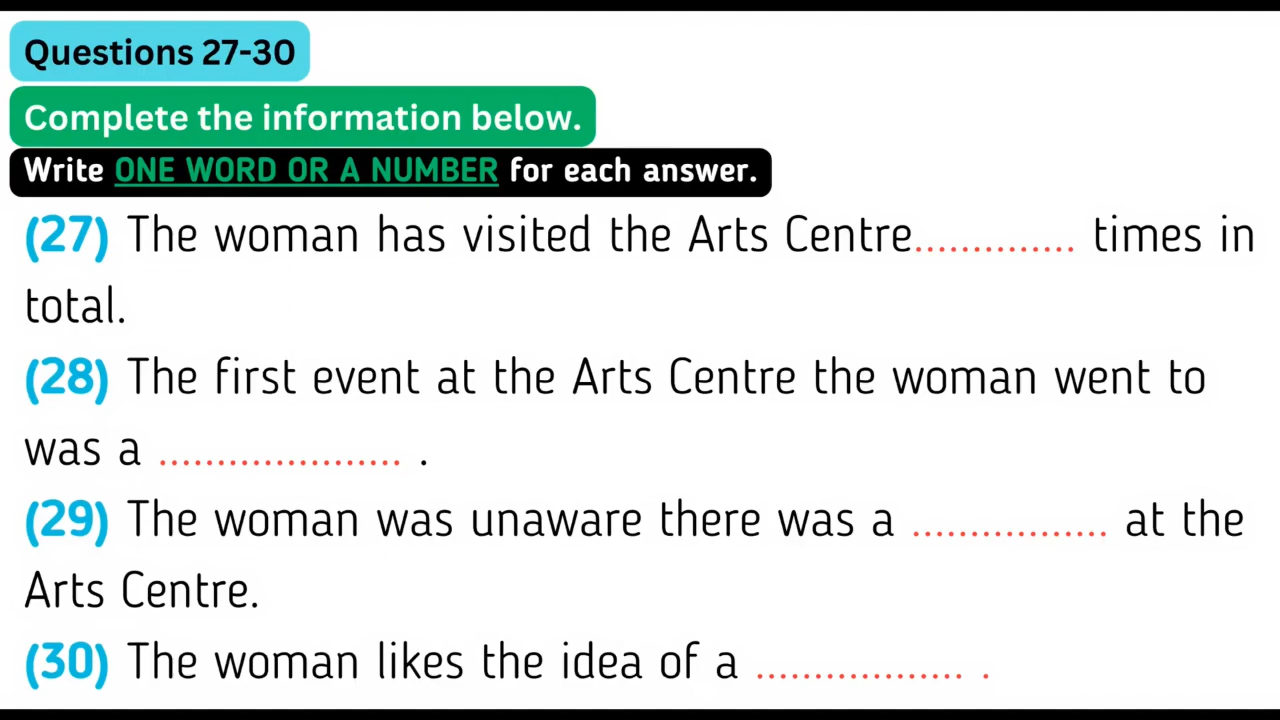 Questions 27-30
Complete the information below.
Write ONE WORD OR A NUMBER for each answer.
(27) The woman has visited the Arts Centre.............. times in
total.
(28) The first event at the Arts Centre the woman went to
was a ..................... .
(29) The woman was unaware there was a ................. at the
Arts Centre.
(30) The woman likes the idea of a .................. .